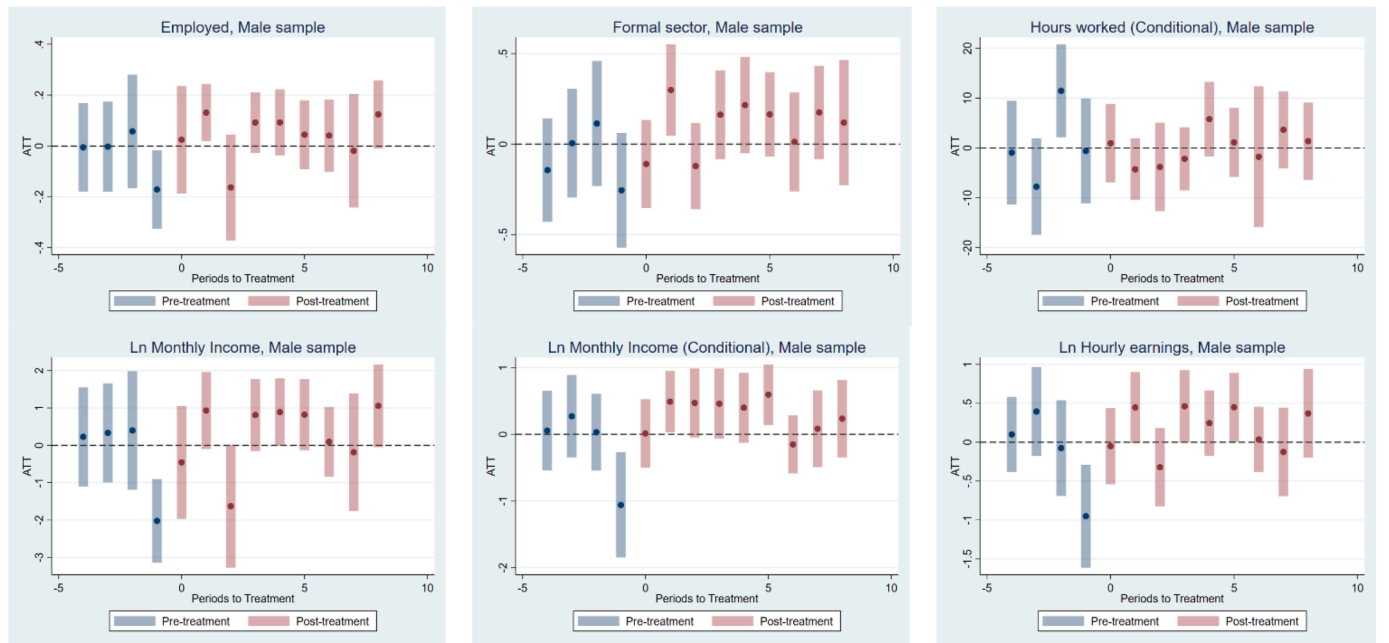 Employed, Male sample
ATT
.4
.2
0
-.2
-.4
-5
0
5
10
Periods to Treatment
Pre-treatment
Post-treatment
Formal sector, Male sample
ATT
.5
0
-.5
-5
0
5
10
Periods to Treatment
Pre-treatment
Post-treatment
Hours worked (Conditional), Male sample
ATT
20
10
0
-10
-20
-5
0
5
10
Periods to Treatment
Pre-treatment
Post-treatment
Ln Monthly Income, Male sample
ATT
2
1
0
-1
-2
-3
-5
0
5
10
Periods to Treatment
Pre-treatment
Post-treatment
Ln Monthly Income (Conditional), Male sample
ATT
1
0
-1
-2
-5
0
5
10
Periods to Treatment
Pre-treatment
Post-treatment
Ln Hourly earnings, Male sample
ATT
1
.5
0
-.5
-1
-1.5
-5
0
5
10
Periods to Treatment
Pre-treatment
Post-treatment